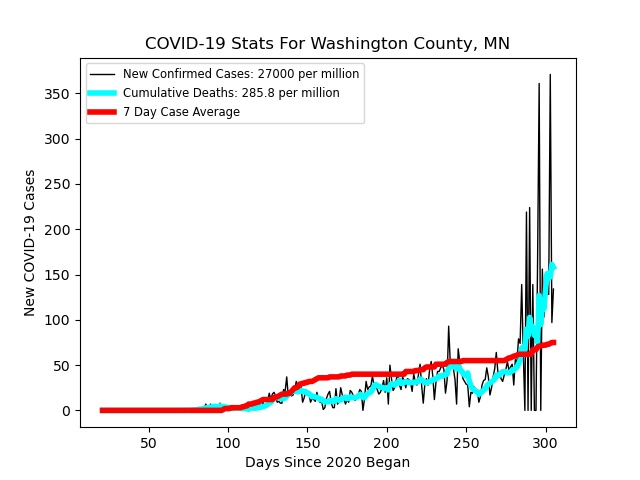 COVID-19 Stats For Washington County, MN
New Confirmed Cases: 27000 per million
Cumulative Deaths: 285.8 per million
7 Day Case Average
350
300
250
200
150
100
50
0
New COVID-19 Cases
50 100 150 200 250 300
Days Since 2020 Began